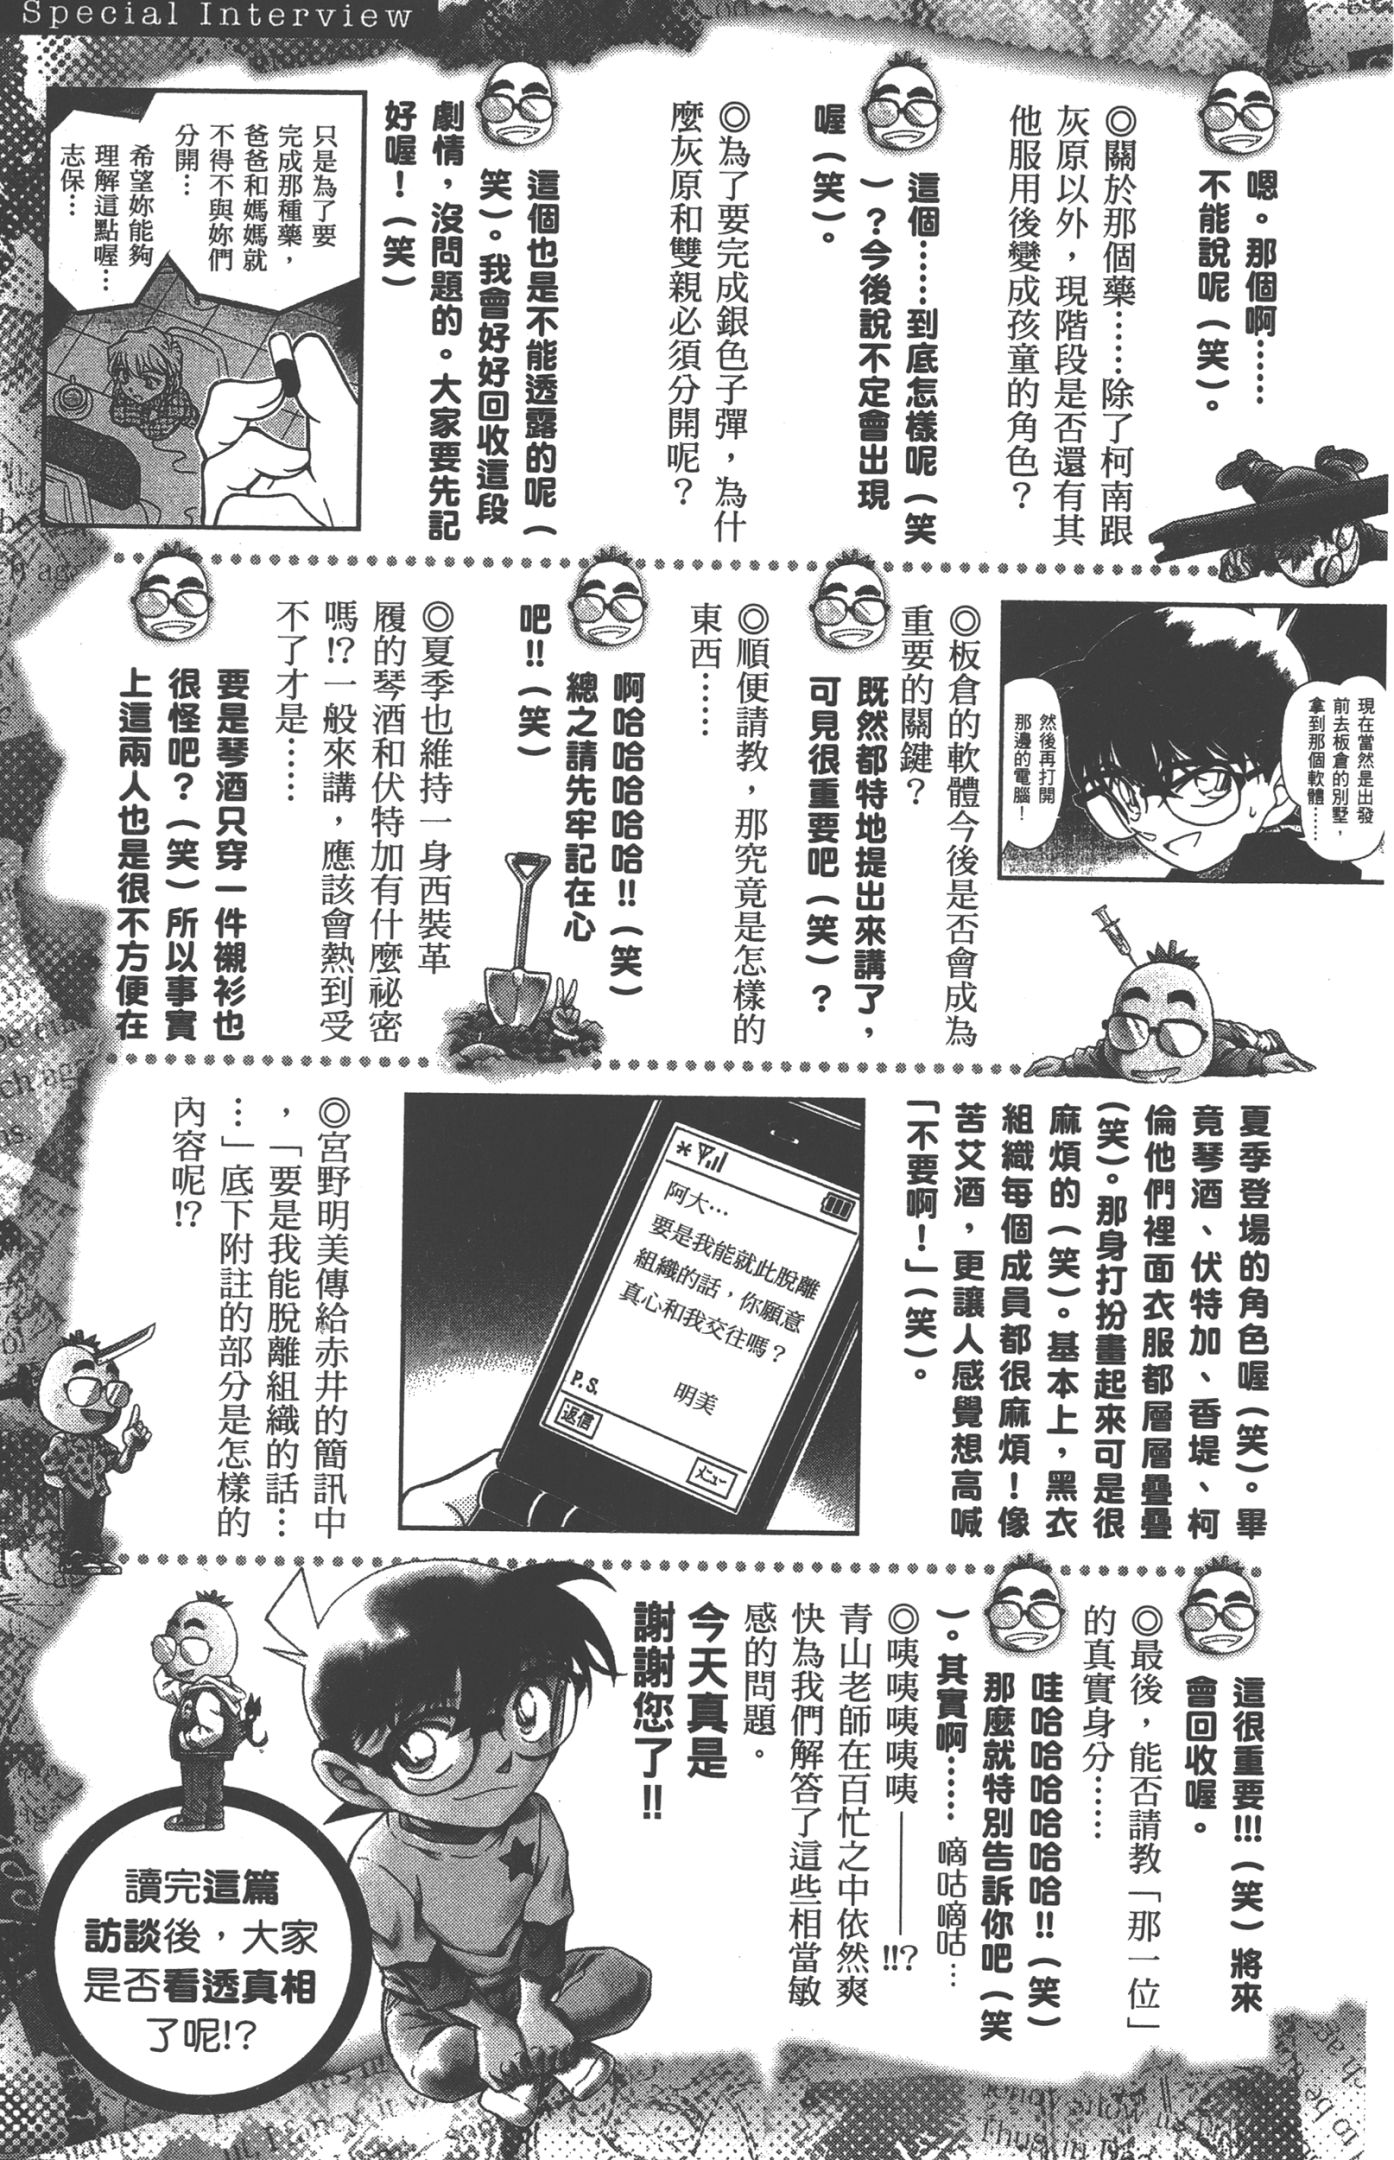 Special Interview
嗯。那個啊……
不能說呢（笑）。
◎關於那個藥……除了柯南跟
灰原以外，現階段是否還有其
他服用後變成孩童的角色？
這個……到底怎樣呢（笑
）？今後說不定會出現
喔（笑）。
◎為了要完成銀色子彈，為什
麼灰原和雙親必須分開呢？
這個也是不能透露的呢（
笑）。我會好好回收這段
劇情，沒問題的。大家要先記
好喔！（笑）
只是為了要
完成那種藥，
爸爸和媽媽就
不得不與妳們
分開…
希望妳能夠
理解這點喔…
志保…
現在當然是出發
前去板倉的別墅，
拿到那個軟體……
然後再打開
那邊的電腦！
◎板倉的軟體今後是否會成為
重要的關鍵？
既然都特地提出來講了，
可見很重要吧（笑）？
◎順便請教，那究竟是怎樣的
東西……
啊哈哈哈哈哈!!（笑）
總之請先牢記在心
吧!!（笑）
◎夏季也維持一身西裝革
履的琴酒和伏特加有什麼祕密
嗎!?一般來講，應該會熱到受
不了才是……
要是琴酒只穿一件襯衫也
很怪吧？（笑）所以事實
上這兩人也是很不方便在
夏季登場的角色喔（笑）。畢
竟琴酒、伏特加、香堤、柯
倫他們裡面衣服都層層疊疊
（笑）。那身打扮畫起來可是很
麻煩的（笑）。基本上，黑衣
組織每個成員都很麻煩！像
苦艾酒，更讓人感覺想高喊
「不要啊！」（笑）。
阿大…
要是我能就此脫離
組織的話，你願意
真心和我交往嗎？
明美
P.S.
返信
メニュー
◎宮野明美傳給赤井的簡訊中
，「要是我能脫離組織的話…
…」底下附註的部分是怎樣的
內容呢!?
這很重要!!!（笑）將來
會回收喔。
◎最後，能否請教「那一位」
的真實身分……
哇哈哈哈哈哈哈!!（笑）
那麼就特別告訴你吧（笑
）。其實啊……嘀咕嘀咕…
◎咦咦咦咦咦——!!?
青山老師在百忙之中依然爽
快為我們解答了這些相當敏
感的問題。
今天真是
謝謝您了!!
讀完這篇
訪談後，大家
是否看透真相
了呢!?